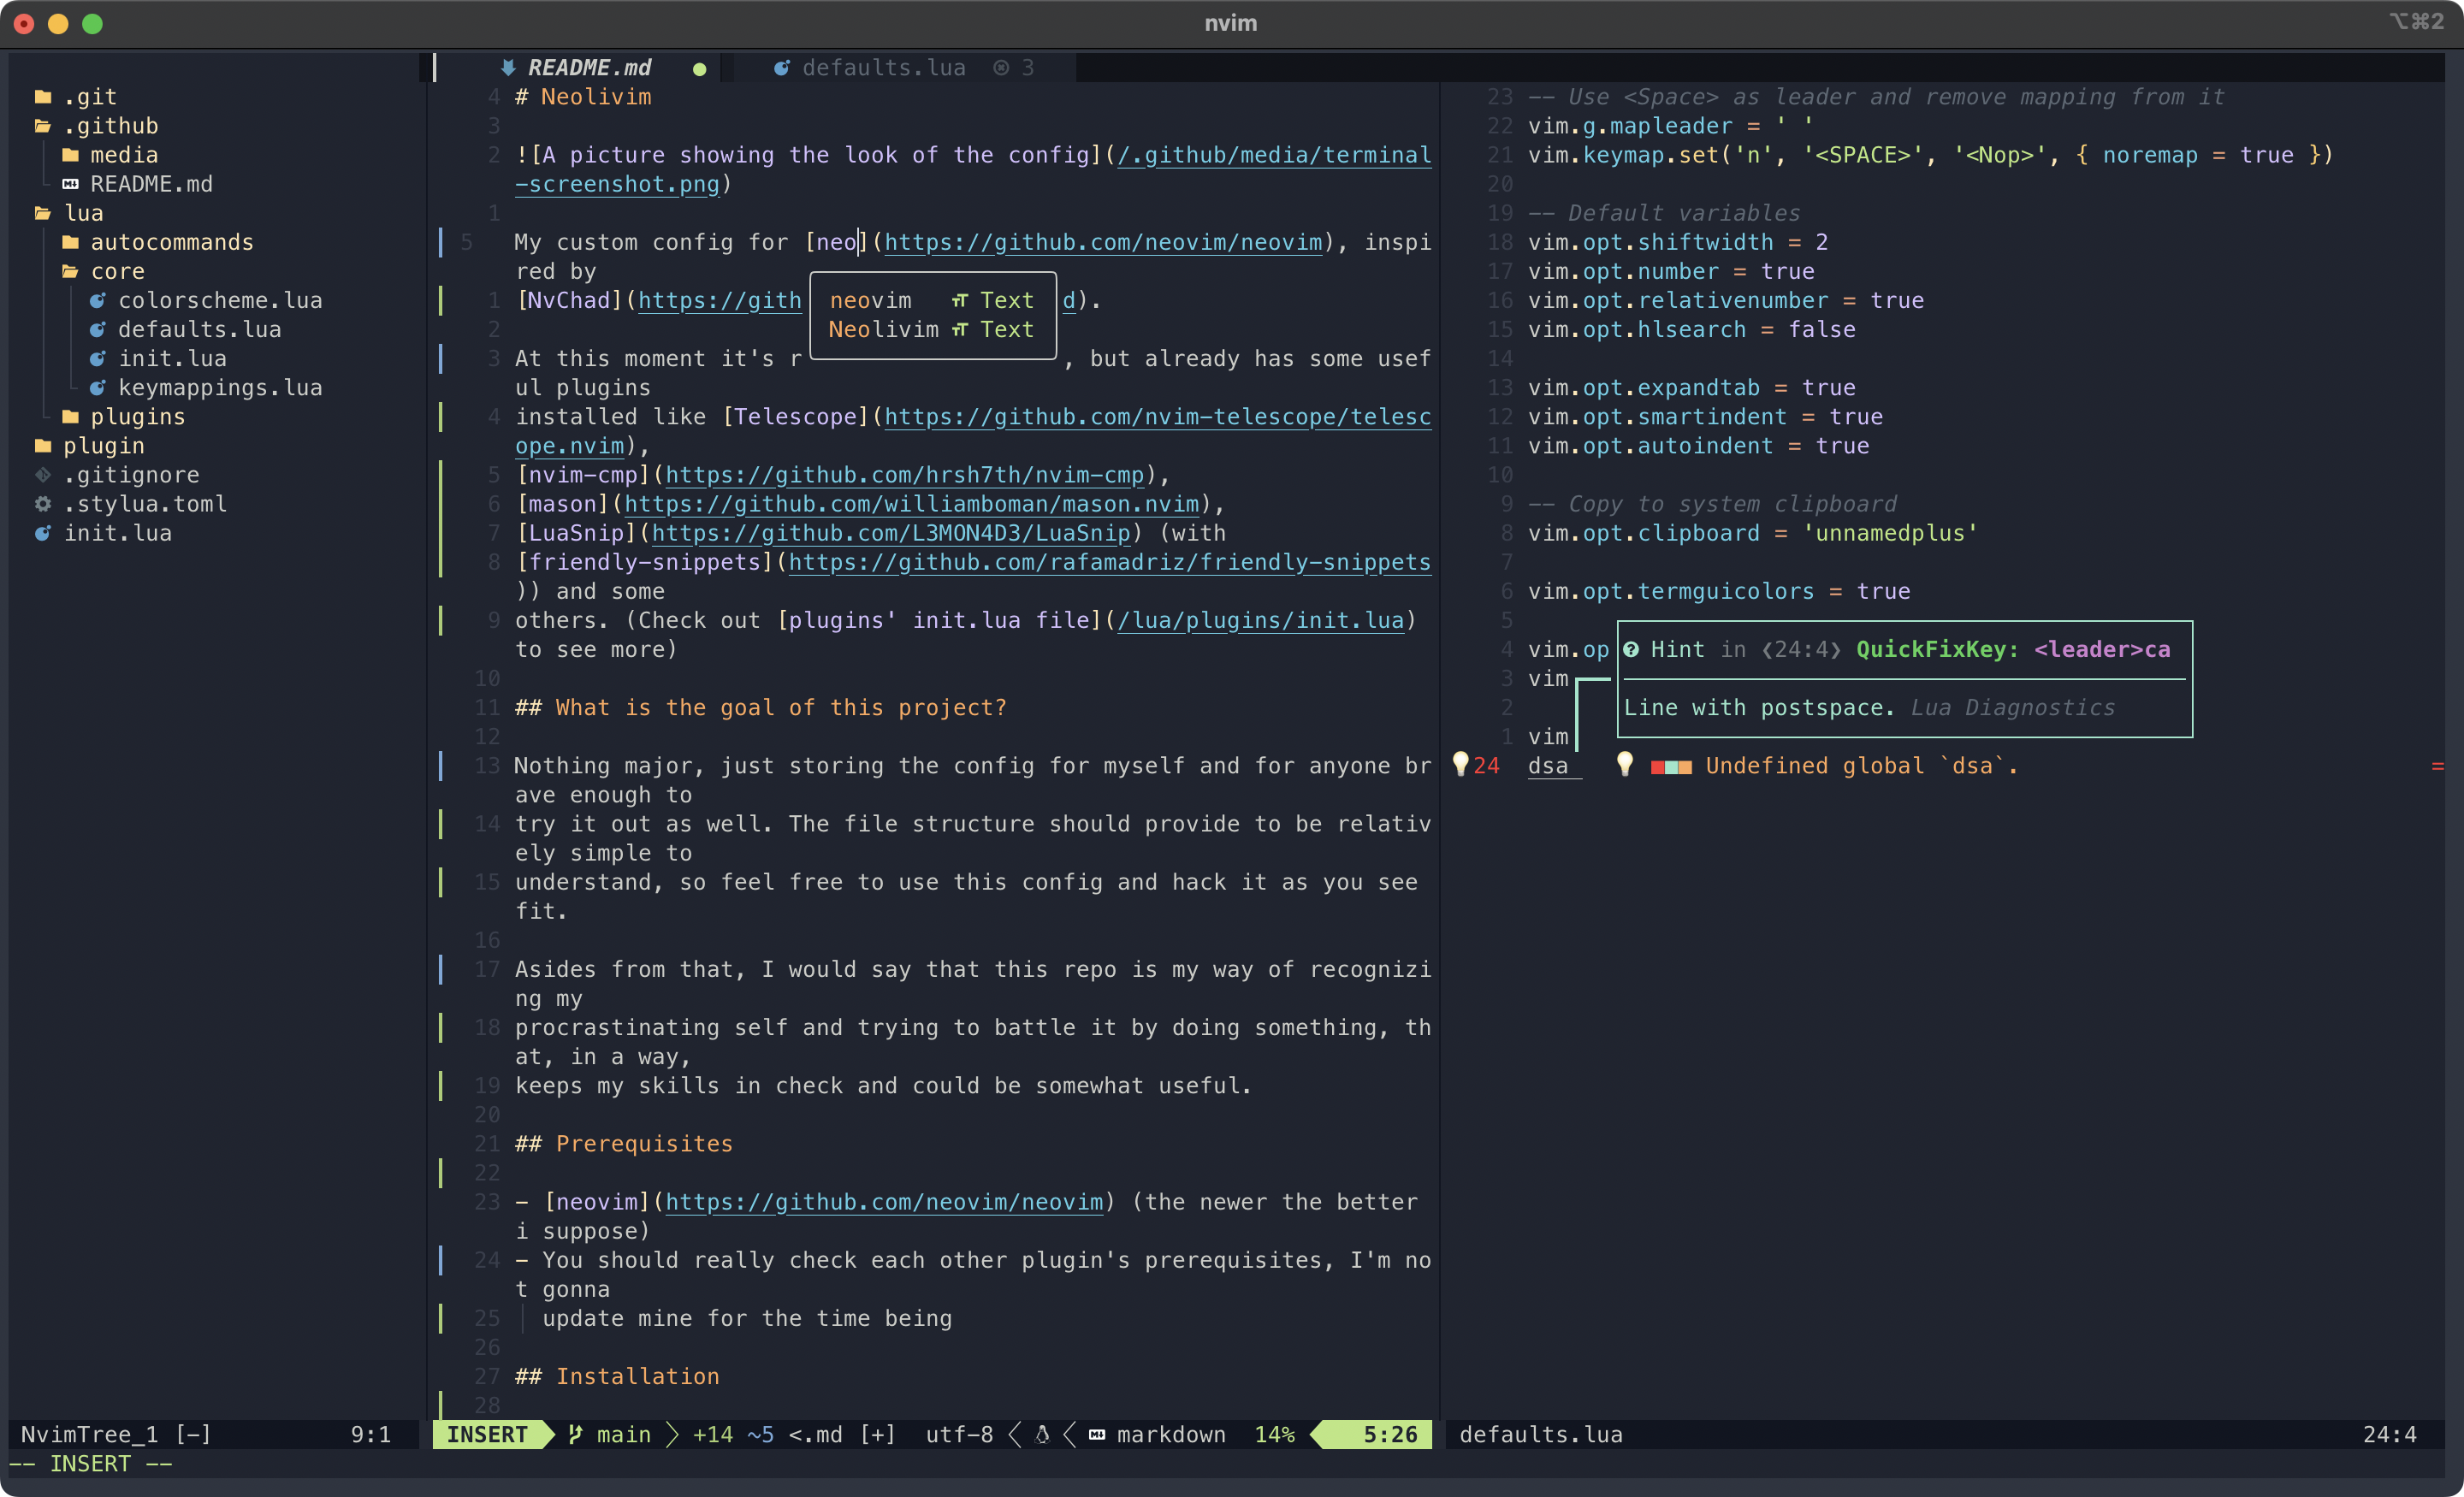 nvim
⌥⌘2
README.md
defaults.lua 3
.git
.github
media
README.md
lua
autocommands
core
colorscheme.lua
defaults.lua
init.lua
keymappings.lua
plugins
plugin
.gitignore
.stylua.toml
init.lua
4 # Neolivim
3
2 ![A picture showing the look of the config](/.github/media/terminal
-screenshot.png)
1
5 My custom config for [neo](https://github.com/neovim/neovim), inspi
red by
1 [NvChad](https://gith d).
2
3 At this moment it's r , but already has some usef
ul plugins
4 installed like [Telescope](https://github.com/nvim-telescope/telesc
ope.nvim),
5 [nvim-cmp](https://github.com/hrsh7th/nvim-cmp),
6 [mason](https://github.com/williamboman/mason.nvim),
7 [LuaSnip](https://github.com/L3MON4D3/LuaSnip) (with
8 [friendly-snippets](https://github.com/rafamadriz/friendly-snippets
)) and some
9 others. (Check out [plugins' init.lua file](/lua/plugins/init.lua)
to see more)
10
11 ## What is the goal of this project?
12
13 Nothing major, just storing the config for myself and for anyone br
ave enough to
14 try it out as well. The file structure should provide to be relativ
ely simple to
15 understand, so feel free to use this config and hack it as you see
fit.
16
17 Asides from that, I would say that this repo is my way of recognizi
ng my
18 procrastinating self and trying to battle it by doing something, th
at, in a way,
19 keeps my skills in check and could be somewhat useful.
20
21 ## Prerequisites
22
23 - [neovim](https://github.com/neovim/neovim) (the newer the better
i suppose)
24 - You should really check each other plugin's prerequisites, I'm no
t gonna
25 update mine for the time being
26
27 ## Installation
28
neovim Text
Neolivim Text
23 -- Use <Space> as leader and remove mapping from it
22 vim.g.mapleader = ' '
21 vim.keymap.set('n', '<SPACE>', '<Nop>', { noremap = true })
20
19 -- Default variables
18 vim.opt.shiftwidth = 2
17 vim.opt.number = true
16 vim.opt.relativenumber = true
15 vim.opt.hlsearch = false
14
13 vim.opt.expandtab = true
12 vim.opt.smartindent = true
11 vim.opt.autoindent = true
10
9 -- Copy to system clipboard
8 vim.opt.clipboard = 'unnamedplus'
7
6 vim.opt.termguicolors = true
5
4 vim.op
3 vim
2
1 vim
24 dsa Undefined global `dsa`. =
Hint in ❮24:4❯ QuickFixKey: <leader>ca
Line with postspace. Lua Diagnostics
NvimTree_1 [-] 9:1
INSERT main +14 ~5 <.md [+] utf-8 markdown 14% 5:26
defaults.lua 24:4
-- INSERT --